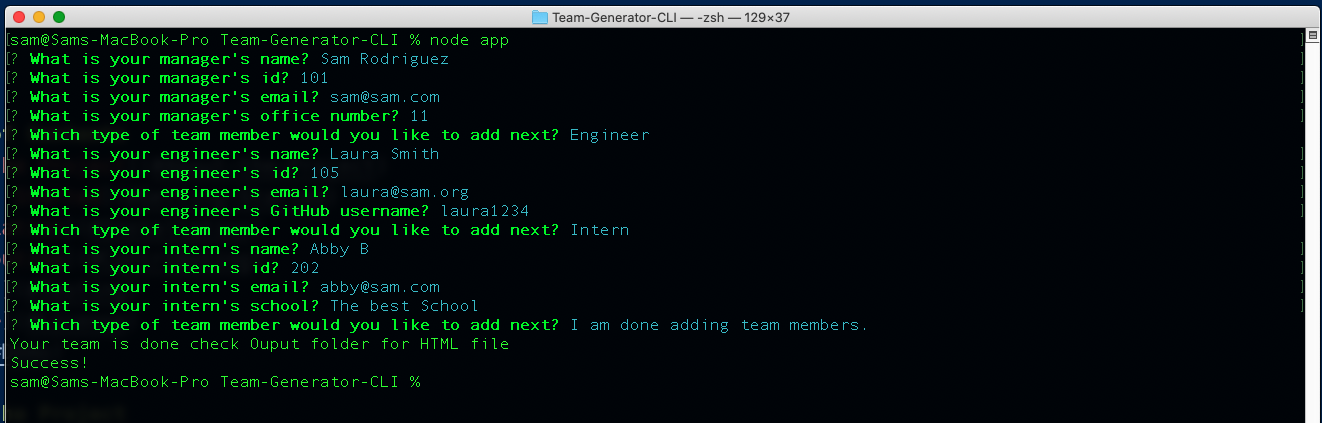 Team-Generator-CLI — -zsh — 129×37
[sam@Sams-MacBook-Pro Team-Generator-CLI % node app ]
[? What is your manager's name? Sam Rodriguez ]
[? What is your manager's id? 101 ]
[? What is your manager's email? sam@sam.com ]
[? What is your manager's office number? 11 ]
? Which type of team member would you like to add next? Engineer
[? What is your engineer's name? Laura Smith ]
[? What is your engineer's id? 105 ]
[? What is your engineer's email? laura@sam.org ]
[? What is your engineer's GitHub username? laura1234 ]
? Which type of team member would you like to add next? Intern
[? What is your intern's name? Abby B ]
[? What is your intern's id? 202 ]
[? What is your intern's email? abby@sam.com ]
[? What is your intern's school? The best School ]
? Which type of team member would you like to add next? I am done adding team members.
Your team is done check Ouput folder for HTML file
Success!
sam@Sams-MacBook-Pro Team-Generator-CLI %